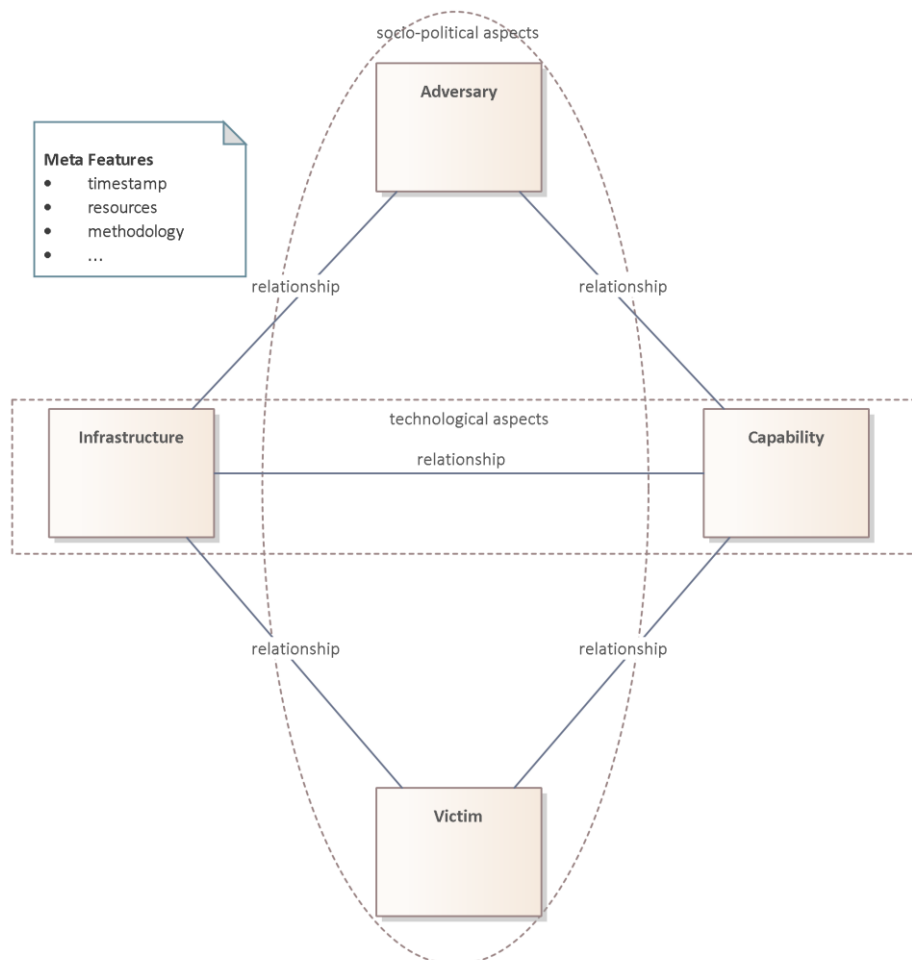 socio-political aspects
Adversary
Meta Features
• timestamp
• resources
• methodology
• ...
relationship
relationship
technological aspects
Infrastructure
Capability
relationship
relationship
relationship
Victim